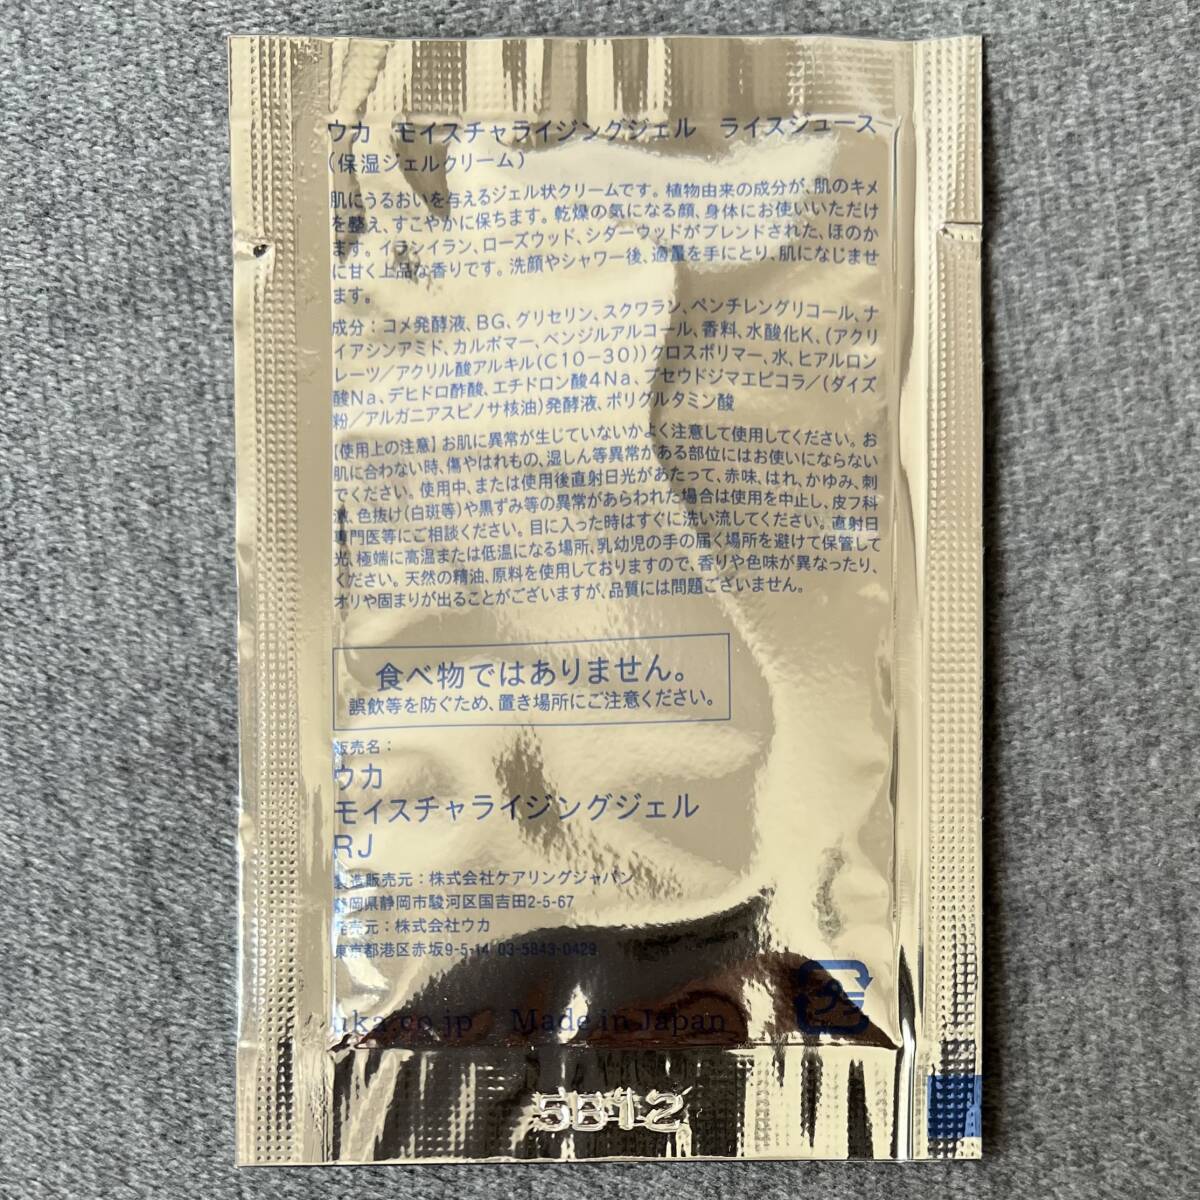 ウカ モイスチャライジングジェル ライスジュース
（保湿ジェルクリーム）
肌にうるおいを与えるジェル状クリームです。植物由来の成分が、肌のキメ
を整え、すこやかに保ちます。乾燥の気になる顔、身体にお使いいただけ
ます。イランイラン、ローズウッド、シダーウッドがブレンドされた、ほのか
に甘く上品な香りです。洗顔やシャワー後、適量を手にとり、肌になじませ
ます。
成分：コメ発酵液、BG、グリセリン、スクワラン、ペンチレングリコール、ナ
イアシンアミド、カルボマー、ベンジルアルコール、香料、水酸化K、（アクリ
レーツ/アクリル酸アルキル（C10－30））クロスポリマー、水、ヒアルロン
酸Na、デヒドロ酢酸、エチドロン酸4Na、プセウドジマエピコラ/（ダイズ
粉/アルガニアスピノサ核油）発酵液、ポリグルタミン酸
【使用上の注意】お肌に異常が生じていないかよく注意して使用してください。お
肌に合わない時、傷やはれもの、湿しん等異常がある部位にはお使いにならない
でください。使用中、または使用後直射日光があたって、赤味、はれ、かゆみ、刺
激、色抜け（白斑等）や黒ずみ等の異常があらわれた場合は使用を中止し、皮フ科
専門医等にご相談ください。目に入った時はすぐに洗い流してください。直射日
光、極端に高温または低温になる場所、乳幼児の手の届く場所を避けて保管して
ください。天然の精油、原料を使用しておりますので、香りや色味が異なったり、
オリや固まりが出ることがございますが、品質には問題ございません。
食べ物ではありません。
誤飲等を防ぐため、置き場所にご注意ください。
販売名：
ウカ
モイスチャライジングジェル
RJ
製造販売元：株式会社ケアリングジャパン
静岡県静岡市駿河区国吉田2-5-67
発売元：株式会社ウカ
東京都港区赤坂9-5-14 03-5843-0429
uka.co.jp Made in Japan
プラ
5B12